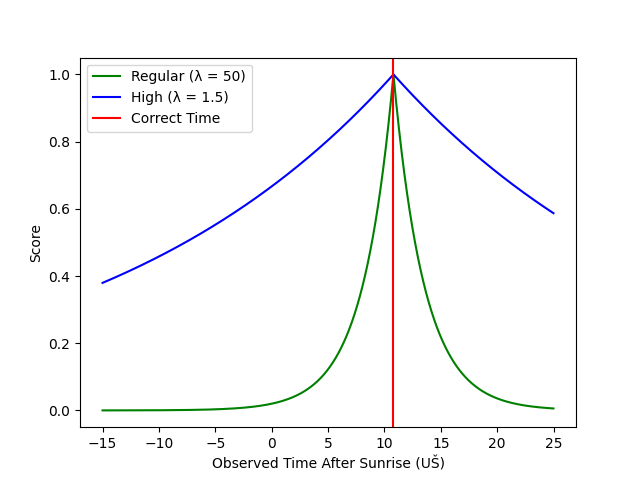 Regular (λ = 50)
High (λ = 1.5)
Correct Time
1.0
0.8
0.6
0.4
0.2
0.0
Score
−15 −10 −5 0 5 10 15 20 25
Observed Time After Sunrise (UŠ)